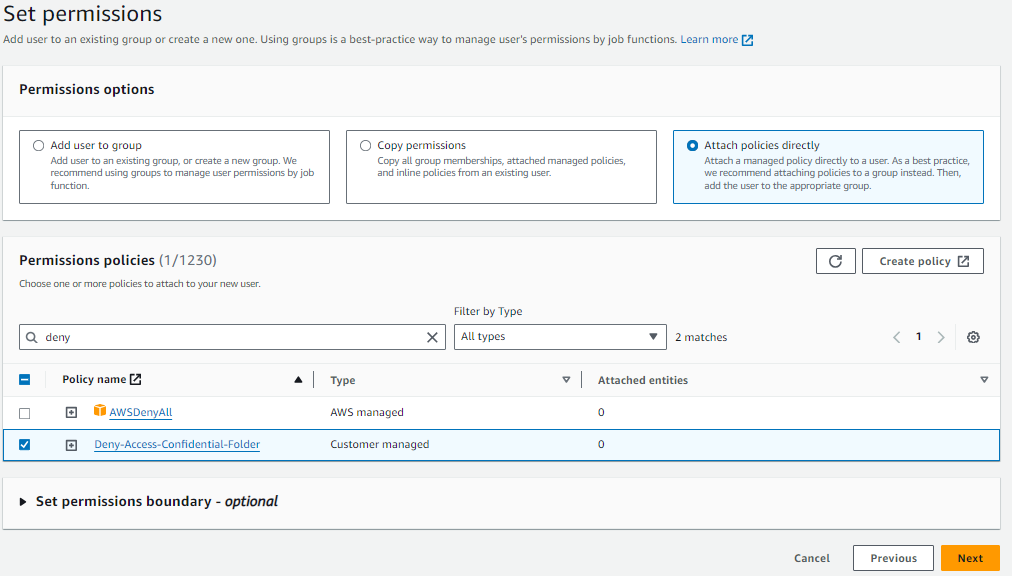 Set permissions
Add user to an existing group or create a new one. Using groups is a best-practice way to manage user's permissions by job functions. Learn more
Permissions options
Add user to group
Add user to an existing group, or create a new group. We
recommend using groups to manage user permissions by job
function.
Copy permissions
Copy all group memberships, attached managed policies,
and inline policies from an existing user.
Attach policies directly
Attach a managed policy directly to a user. As a best practice,
we recommend attaching policies to a group instead. Then,
add the user to the appropriate group.
Permissions policies (1/1230)
Create policy
Choose one or more policies to attach to your new user.
Filter by Type
deny
All types
2 matches
1
Policy name
Type
Attached entities
AWSDenyAll
AWS managed
0
Deny-Access-Confidential-Folder
Customer managed
0
Set permissions boundary - optional
Cancel
Previous
Next